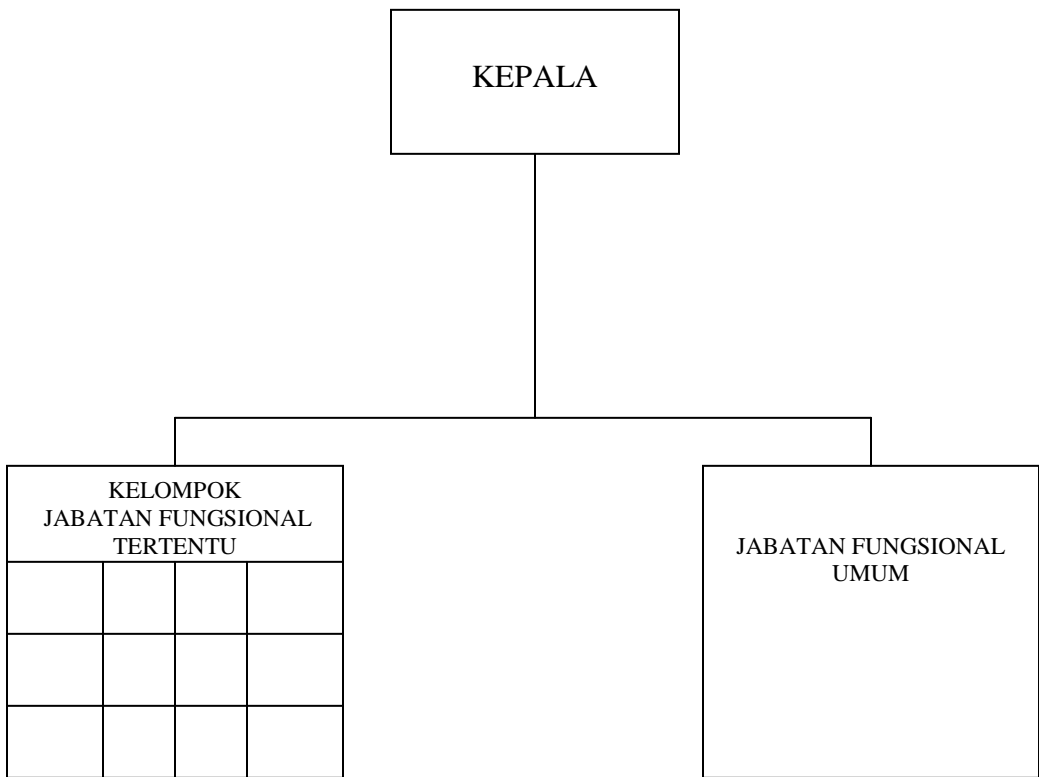 KEPALA
KELOMPOK
JABATAN FUNGSIONAL
TERTENTU
JABATAN FUNGSIONAL
UMUM